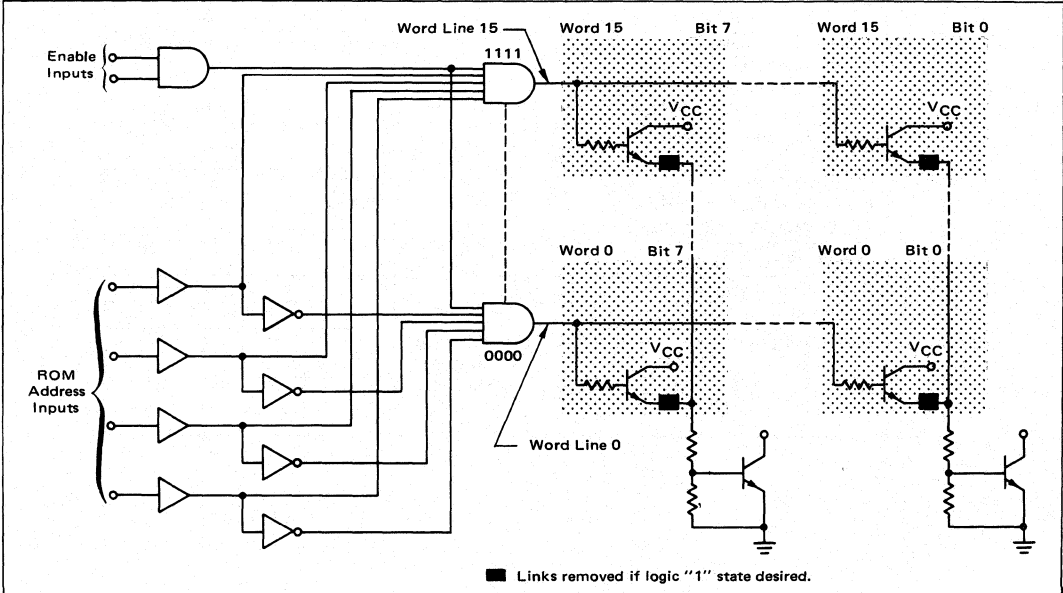 Enable
Inputs
Word Line 15
1111
Word 15
Bit 7
Word 15
Bit 0
VCC
VCC
Word 0
Bit 7
Word 0
Bit 0
0000
VCC
VCC
ROM
Address
Inputs
Word Line 0
Links removed if logic "1" state desired.